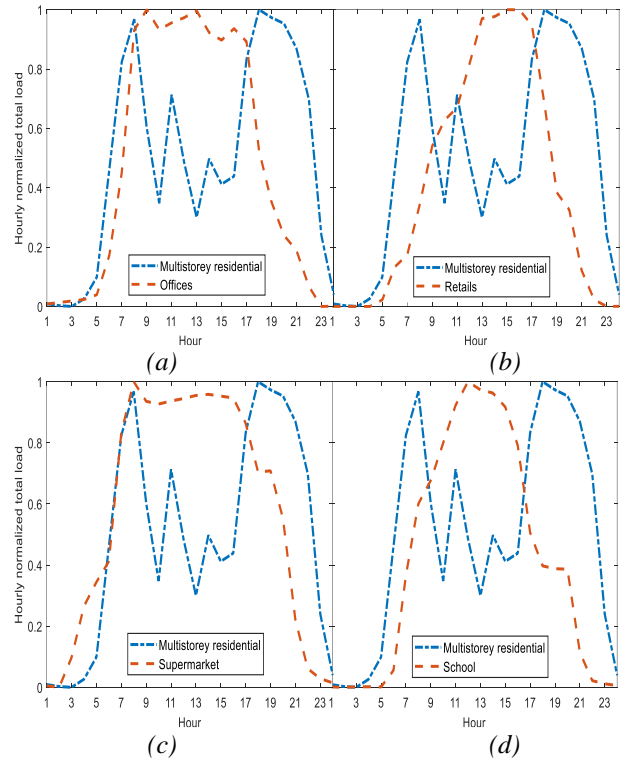 1
0.8
0.6
0.4
0.2
0
Hourly normalized total load
Multistorey residential
Offices
1 3 5 7 9 11 13 15 17 19 21 23
Hour
(a)
Multistorey residential
Retails
1 3 5 7 9 11 13 15 17 19 21 23
Hour
(b)
1
0.8
0.6
0.4
0.2
0
Hourly normalized total load
Multistorey residential
Supermarket
1 3 5 7 9 11 13 15 17 19 21 23
Hour
(c)
Multistorey residential
School
1 3 5 7 9 11 13 15 17 19 21 23
Hour
(d)